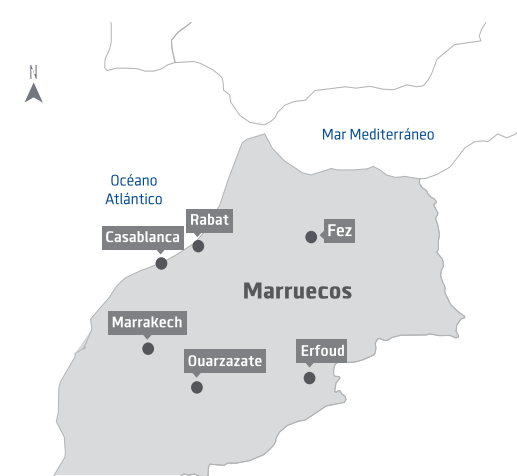 N
Mar Mediterráneo
Océano
Atlántico
Rabat
Fez
Casablanca
Marruecos
Marrakech
Erfoud
Ouarzazate